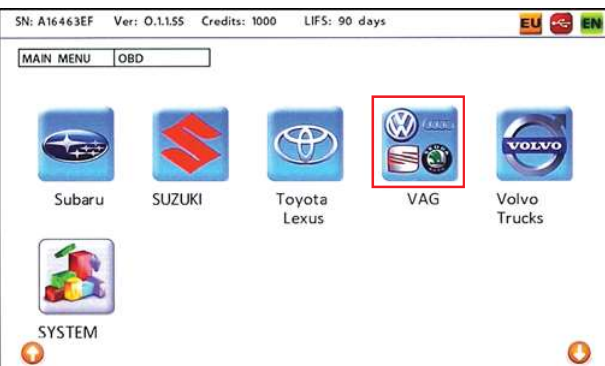 SN: A16463EF Ver: O.1.1.55 Credits: 1000 LIFS: 90 days EU EN
MAIN MENU OBD
VOLVO
Subaru SUZUKI Toyota Lexus VAG Volvo Trucks
SYSTEM